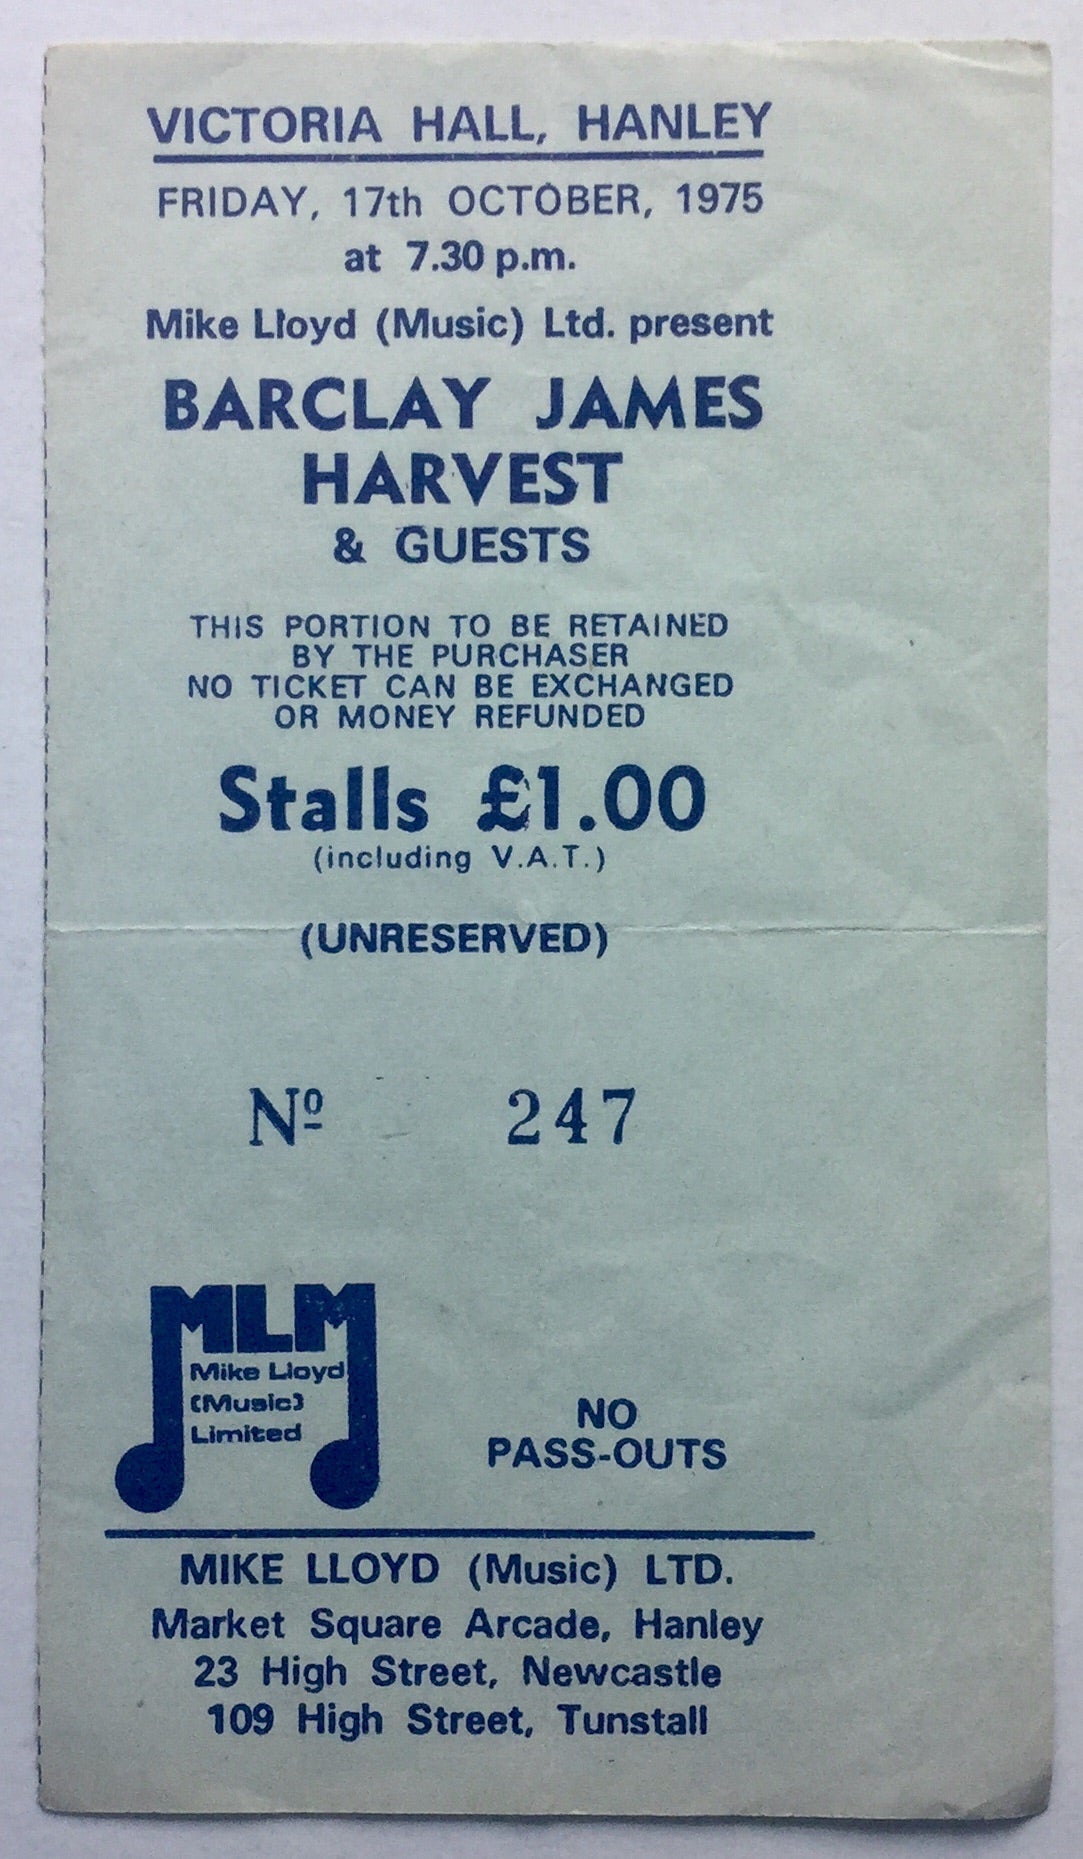 VICTORIA HALL, HANLEY
FRIDAY, 17th OCTOBER, 1975
at 7.30 p.m.
Mike Lloyd (Music) Ltd. present
BARCLAY JAMES
HARVEST
& GUESTS
THIS PORTION TO BE RETAINED
BY THE PURCHASER
NO TICKET CAN BE EXCHANGED
OR MONEY REFUNDED
Stalls £1.00
(including V.A.T.)
(UNRESERVED)
Nº 247
MLM
Mike Lloyd
(Music)
Limited
NO
PASS-OUTS
MIKE LLOYD (Music) LTD.
Market Square Arcade, Hanley
23 High Street, Newcastle
109 High Street, Tunstall